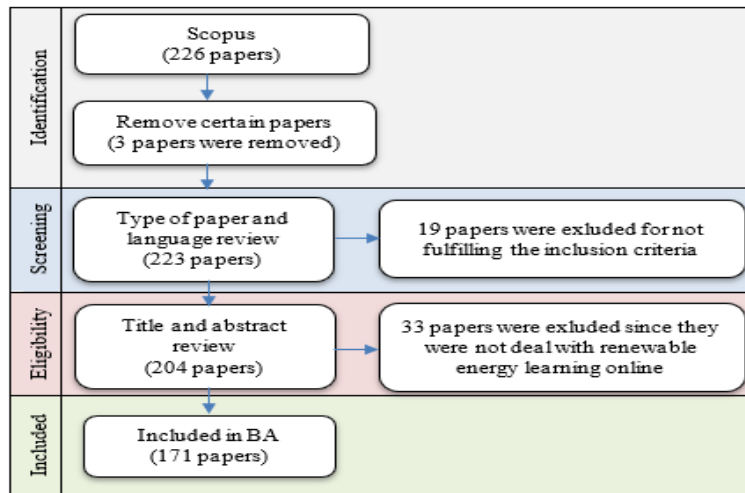 Identification
Scopus
(226 papers)
Remove certain papers
(3 papers were removed)
Screening
Type of paper and
language review
(223 papers)
19 papers were exluded for not
fulfilling the inclusion criteria
Eligibility
Title and abstract
review
(204 papers)
33 papers were exluded since they
were not deal with renewable
energy learning online
Included
Included in BA
(171 papers)